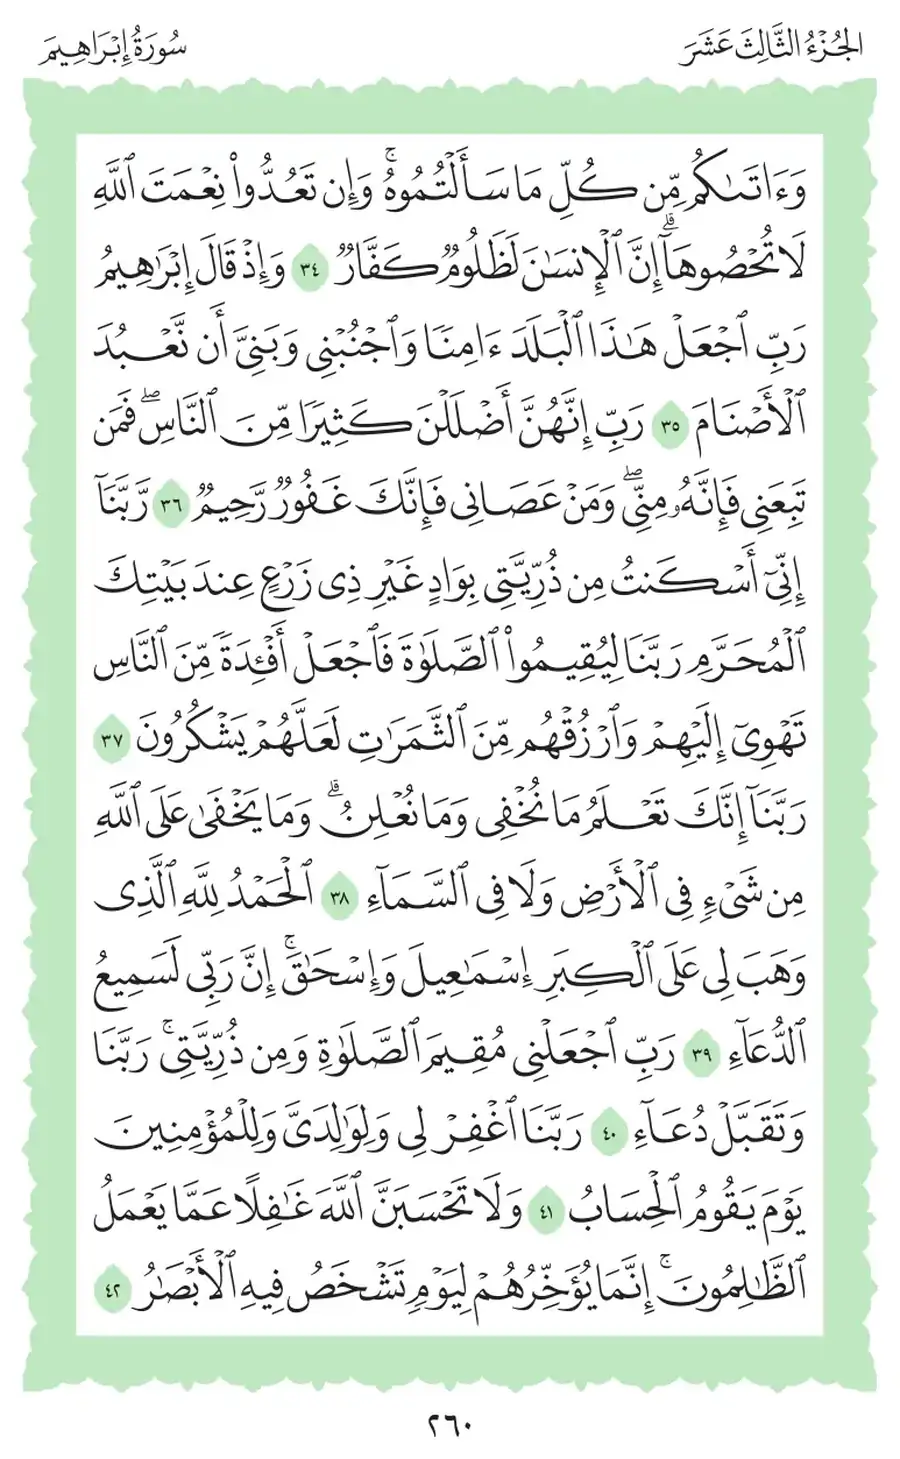 الجُزْءُ الثَّالِثَ عَشَرَ
سُورَةُ إِبْرَاهِيمَ
وَءَاتَىٰكُم مِّن كُلِّ مَا سَأَلْتُمُوهُۚ وَإِن تَعُدُّوا۟ نِعْمَتَ ٱللَّهِ
لَا تُحْصُوهَآۗ إِنَّ ٱلْإِنسَٰنَ لَظَلُومٌ كَفَّارٌ ٣٤ وَإِذْ قَالَ إِبْرَٰهِيمُ
رَبِّ ٱجْعَلْ هَٰذَا ٱلْبَلَدَ ءَامِنًا وَٱجْنُبْنِى وَبَنِىَّ أَن نَّعْبُدَ
ٱلْأَصْنَامَ ٣٥ رَبِّ إِنَّهُنَّ أَضْلَلْنَ كَثِيرًا مِّنَ ٱلنَّاسِۖ فَمَن
تَبِعَنِى فَإِنَّهُۥ مِنِّىۖ وَمَنْ عَصَانِى فَإِنَّكَ غَفُورٌ رَّحِيمٌ ٣٦ رَّبَّنَآ
إِنِّىٓ أَسْكَنتُ مِن ذُرِّيَّتِى بِوَادٍ غَيْرِ ذِى زَرْعٍ عِندَ بَيْتِكَ
ٱلْمُحَرَّمِ رَبَّنَا لِيُقِيمُوا۟ ٱلصَّلَوٰةَ فَٱجْعَلْ أَفْـِٔدَةً مِّنَ ٱلنَّاسِ
تَهْوِىٓ إِلَيْهِمْ وَٱرْزُقْهُم مِّنَ ٱلثَّمَرَٰتِ لَعَلَّهُمْ يَشْكُرُونَ ٣٧
رَبَّنَآ إِنَّكَ تَعْلَمُ مَا نُخْفِى وَمَا نُعْلِنُۗ وَمَا يَخْفَىٰ عَلَى ٱللَّهِ
مِن شَىْءٍ فِى ٱلْأَرْضِ وَلَا فِى ٱلسَّمَآءِ ٣٨ ٱلْحَمْدُ لِلَّهِ ٱلَّذِى
وَهَبَ لِى عَلَى ٱلْكِبَرِ إِسْمَٰعِيلَ وَإِسْحَٰقَۚ إِنَّ رَبِّى لَسَمِيعُ
ٱلدُّعَآءِ ٣٩ رَبِّ ٱجْعَلْنِى مُقِيمَ ٱلصَّلَوٰةِ وَمِن ذُرِّيَّتِىۚ رَبَّنَا
وَتَقَبَّلْ دُعَآءِ ٤٠ رَبَّنَا ٱغْفِرْ لِى وَلِوَٰلِدَىَّ وَلِلْمُؤْمِنِينَ
يَوْمَ يَقُومُ ٱلْحِسَابُ ٤١ وَلَا تَحْسَبَنَّ ٱللَّهَ غَٰفِلًا عَمَّا يَعْمَلُ
ٱلظَّٰلِمُونَۚ إِنَّمَا يُؤَخِّرُهُمْ لِيَوْمٍ تَشْخَصُ فِيهِ ٱلْأَبْصَٰرُ ٤٢
٢٦٠